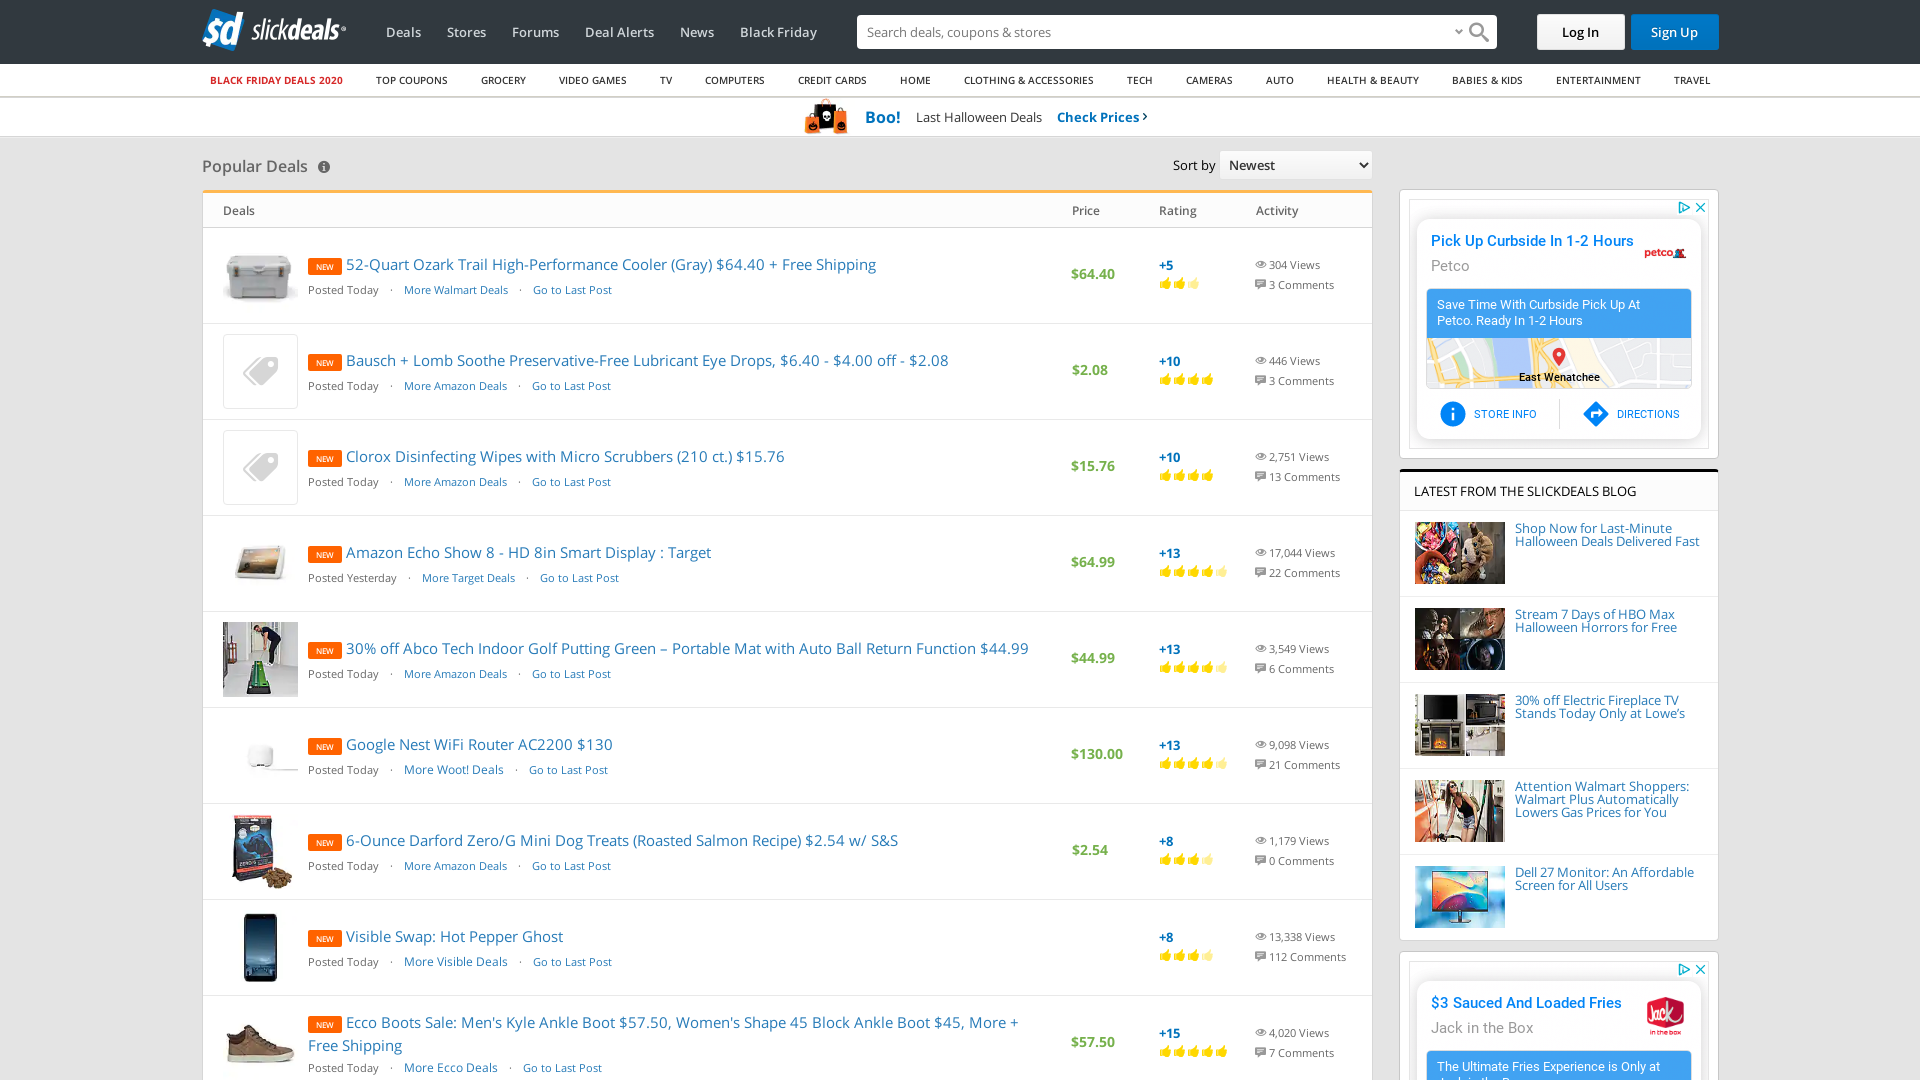 slickdeals
Deals Stores Forums Deal Alerts News Black Friday
Search deals, coupons & stores
Log In
Sign Up
BLACK FRIDAY DEALS 2020 TOP COUPONS GROCERY VIDEO GAMES TV COMPUTERS CREDIT CARDS HOME CLOTHING & ACCESSORIES TECH CAMERAS AUTO HEALTH & BEAUTY BABIES & KIDS ENTERTAINMENT TRAVEL
Boo! Last Halloween Deals Check Prices
Popular Deals
Sort by Newest
Deals Price Rating Activity
NEW 52-Quart Ozark Trail High-Performance Cooler (Gray) $64.40 + Free Shipping
Posted Today · More Walmart Deals · Go to Last Post
$64.40
+5
304 Views
3 Comments
NEW Bausch + Lomb Soothe Preservative-Free Lubricant Eye Drops, $6.40 - $4.00 off - $2.08
Posted Today · More Amazon Deals · Go to Last Post
$2.08
+10
446 Views
3 Comments
NEW Clorox Disinfecting Wipes with Micro Scrubbers (210 ct.) $15.76
Posted Today · More Amazon Deals · Go to Last Post
$15.76
+10
2,751 Views
13 Comments
NEW Amazon Echo Show 8 - HD 8in Smart Display : Target
Posted Yesterday · More Target Deals · Go to Last Post
$64.99
+13
17,044 Views
22 Comments
NEW 30% off Abco Tech Indoor Golf Putting Green – Portable Mat with Auto Ball Return Function $44.99
Posted Today · More Amazon Deals · Go to Last Post
$44.99
+13
3,549 Views
6 Comments
NEW Google Nest WiFi Router AC2200 $130
Posted Today · More Woot! Deals · Go to Last Post
$130.00
+13
9,098 Views
21 Comments
NEW 6-Ounce Darford Zero/G Mini Dog Treats (Roasted Salmon Recipe) $2.54 w/ S&S
Posted Today · More Amazon Deals · Go to Last Post
$2.54
+8
1,179 Views
0 Comments
NEW Visible Swap: Hot Pepper Ghost
Posted Today · More Visible Deals · Go to Last Post
+8
13,338 Views
112 Comments
NEW Ecco Boots Sale: Men's Kyle Ankle Boot $57.50, Women's Shape 45 Block Ankle Boot $45, More +
Free Shipping
Posted Today · More Ecco Deals · Go to Last Post
$57.50
+15
4,020 Views
7 Comments
Pick Up Curbside In 1-2 Hours
Petco
petco
Save Time With Curbside Pick Up At
Petco. Ready In 1-2 Hours
East Wenatchee
STORE INFO
DIRECTIONS
LATEST FROM THE SLICKDEALS BLOG
Shop Now for Last-Minute
Halloween Deals Delivered Fast
Stream 7 Days of HBO Max
Halloween Horrors for Free
30% off Electric Fireplace TV
Stands Today Only at Lowe's
Attention Walmart Shoppers:
Walmart Plus Automatically
Lowers Gas Prices for You
Dell 27 Monitor: An Affordable
Screen for All Users
$3 Sauced And Loaded Fries
Jack in the Box
Jack
in the box
The Ultimate Fries Experience is Only at